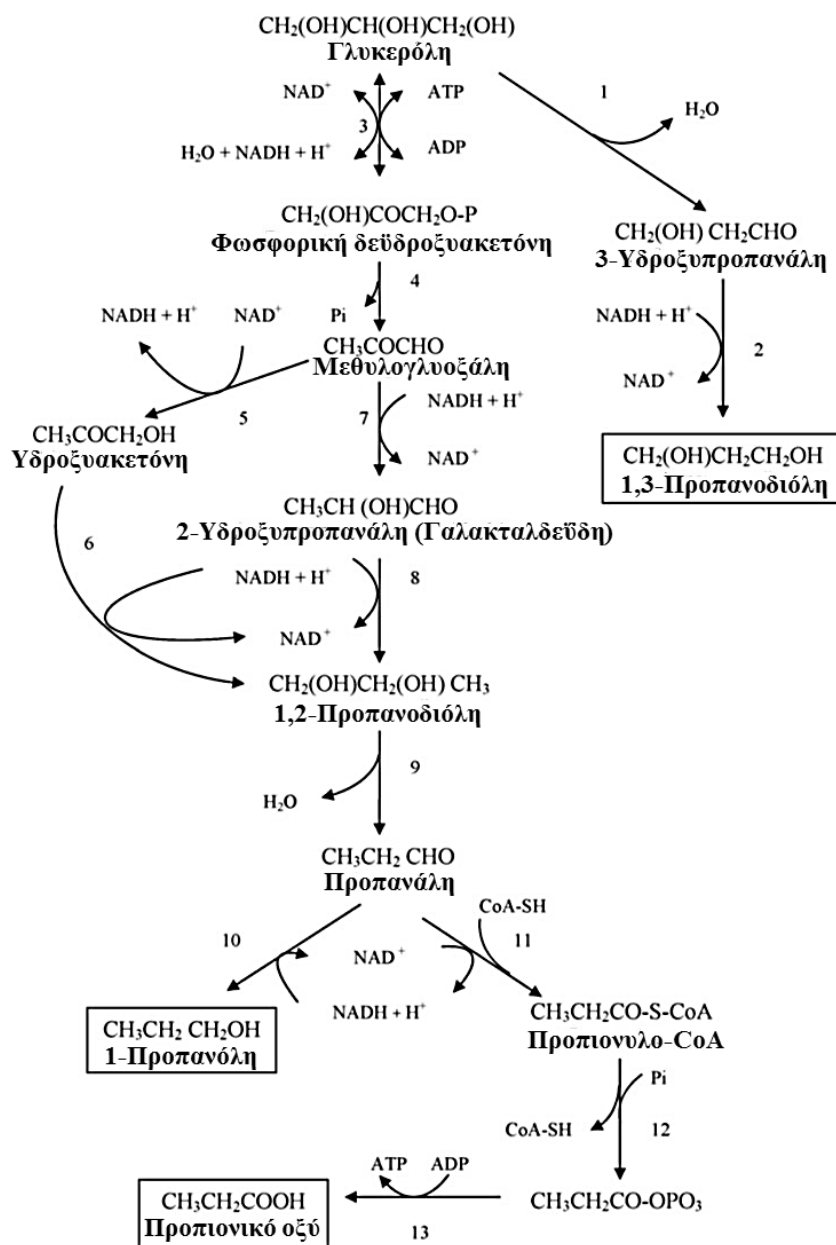 CH₂(OH)CH(OH)CH₂(OH)
Γλυκερόλη
NAD⁺
ATP
1
H₂O
3
H₂O + NADH + H⁺
ADP
CH₂(OH)COCH₂O-P
Φωσφορική δεϋδροξυακετόνη
CH₂(OH) CH₂CHO
3-Υδροξυπροπανάλη
4
Pi
NADH + H⁺
NAD⁺
CH₃COCHO
Μεθυλογλυοξάλη
NADH + H⁺
2
NAD⁺
5
7
NADH + H⁺
NAD⁺
CH₃COCH₂OH
Υδροξυακετόνη
CH₂(OH)CH₂CH₂OH
1,3-Προπανοδιόλη
CH₃CH (OH)CHO
2-Υδροξυπροπανάλη (Γαλακταλδεΰδη)
6
NADH + H⁺
8
NAD⁺
CH₂(OH)CH₂(OH) CH₃
1,2-Προπανοδιόλη
9
H₂O
CH₃CH₂ CHO
Προπανάλη
CoA-SH
10
NAD⁺
11
NADH + H⁺
CH₃CH₂ CH₂OH
1-Προπανόλη
CH₃CH₂CO-S-CoA
Προπιονυλο-CoA
Pi
CoA-SH
12
ATP
ADP
CH₃CH₂COOH
Προπιονικό οξύ
CH₃CH₂CO-OPO₃
13